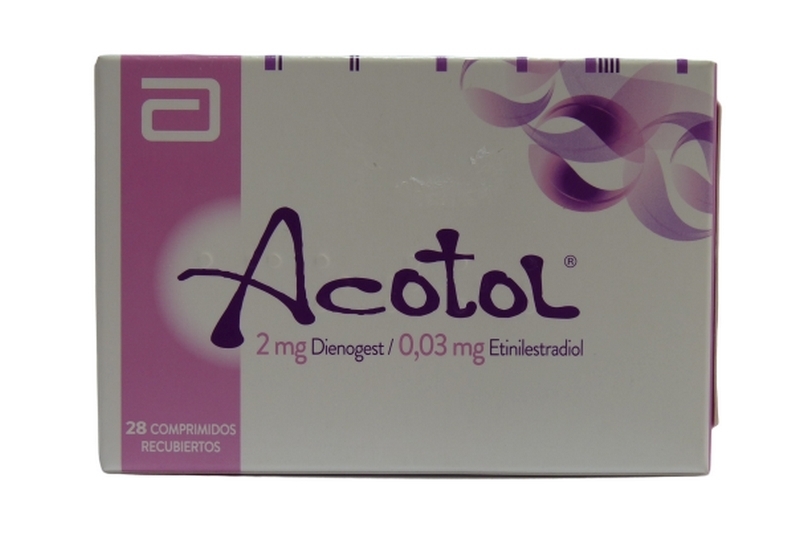 Acotol®
2 mg Dienogest / 0,03 mg Etinilestradiol
28 COMPRIMIDOS
RECUBIERTOS